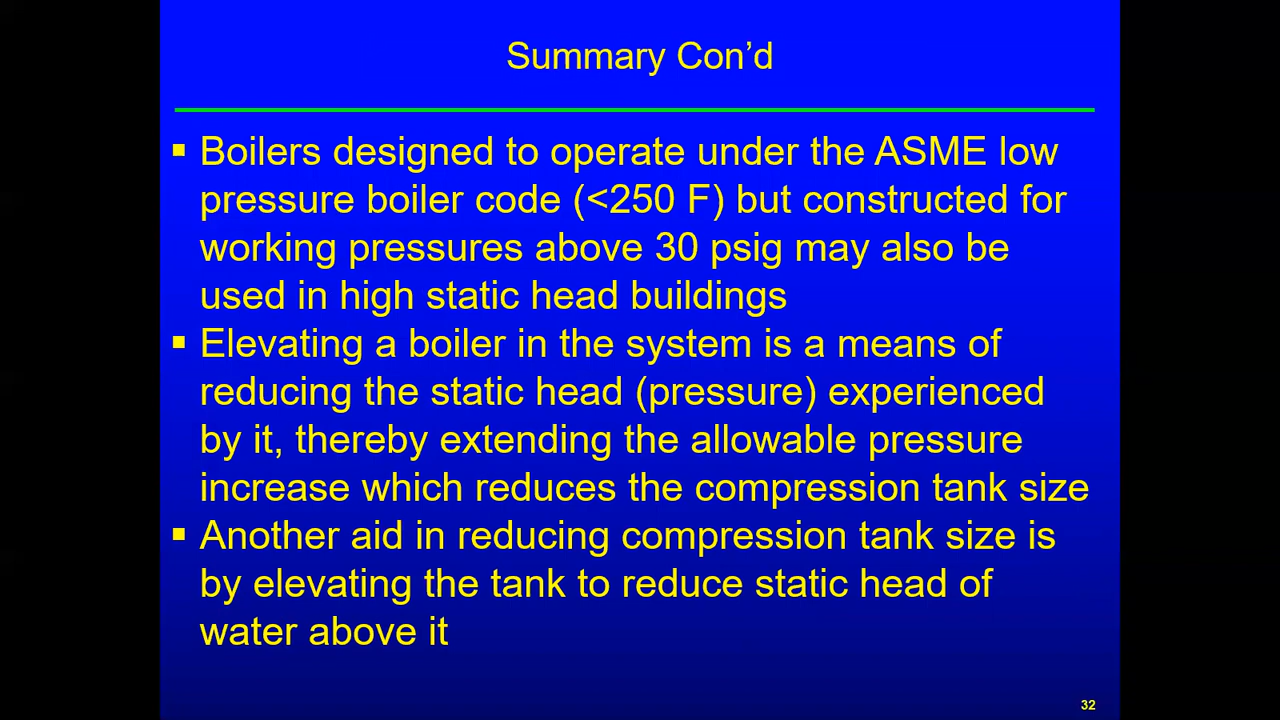 Summary Con’d
▪ Boilers designed to operate under the ASME low
pressure boiler code (<250 F) but constructed for
working pressures above 30 psig may also be
used in high static head buildings
▪ Elevating a boiler in the system is a means of
reducing the static head (pressure) experienced
by it, thereby extending the allowable pressure
increase which reduces the compression tank size
▪ Another aid in reducing compression tank size is
by elevating the tank to reduce static head of
water above it
32